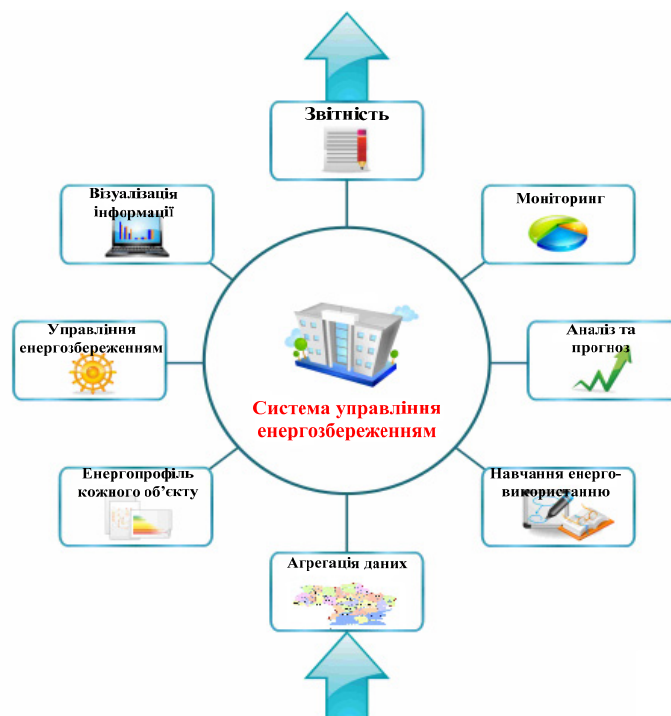 Звітність
Візуалізація
інформації
Моніторинг
Управління
енергозбереженням
Аналіз та
прогноз
Система управління
енергозбереженням
Енергопрофіль
кожного об’єкту
Навчання енерго-
використанню
Агрегація даних